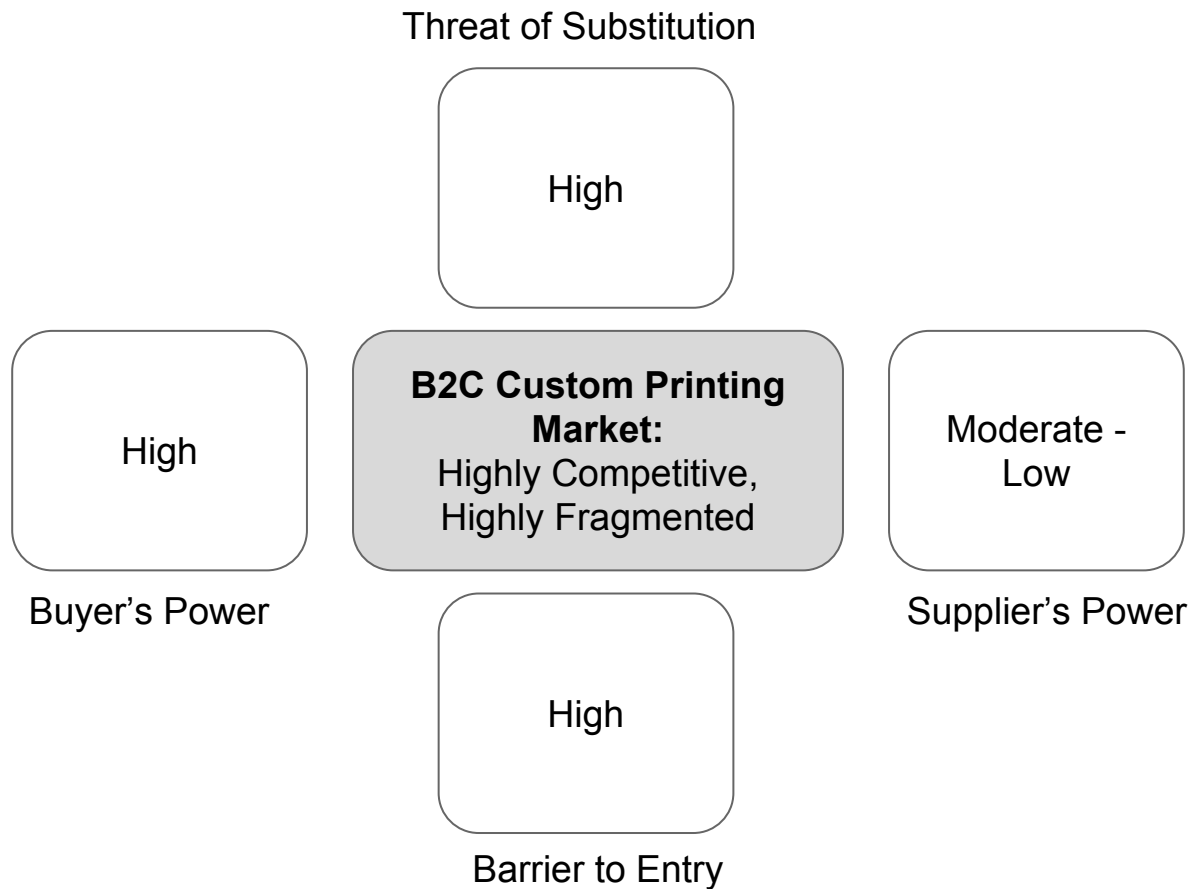 Threat of Substitution
High
High
B2C Custom Printing
Market:
Highly Competitive,
Highly Fragmented
Moderate -
Low
Buyer’s Power
Supplier’s Power
High
Barrier to Entry